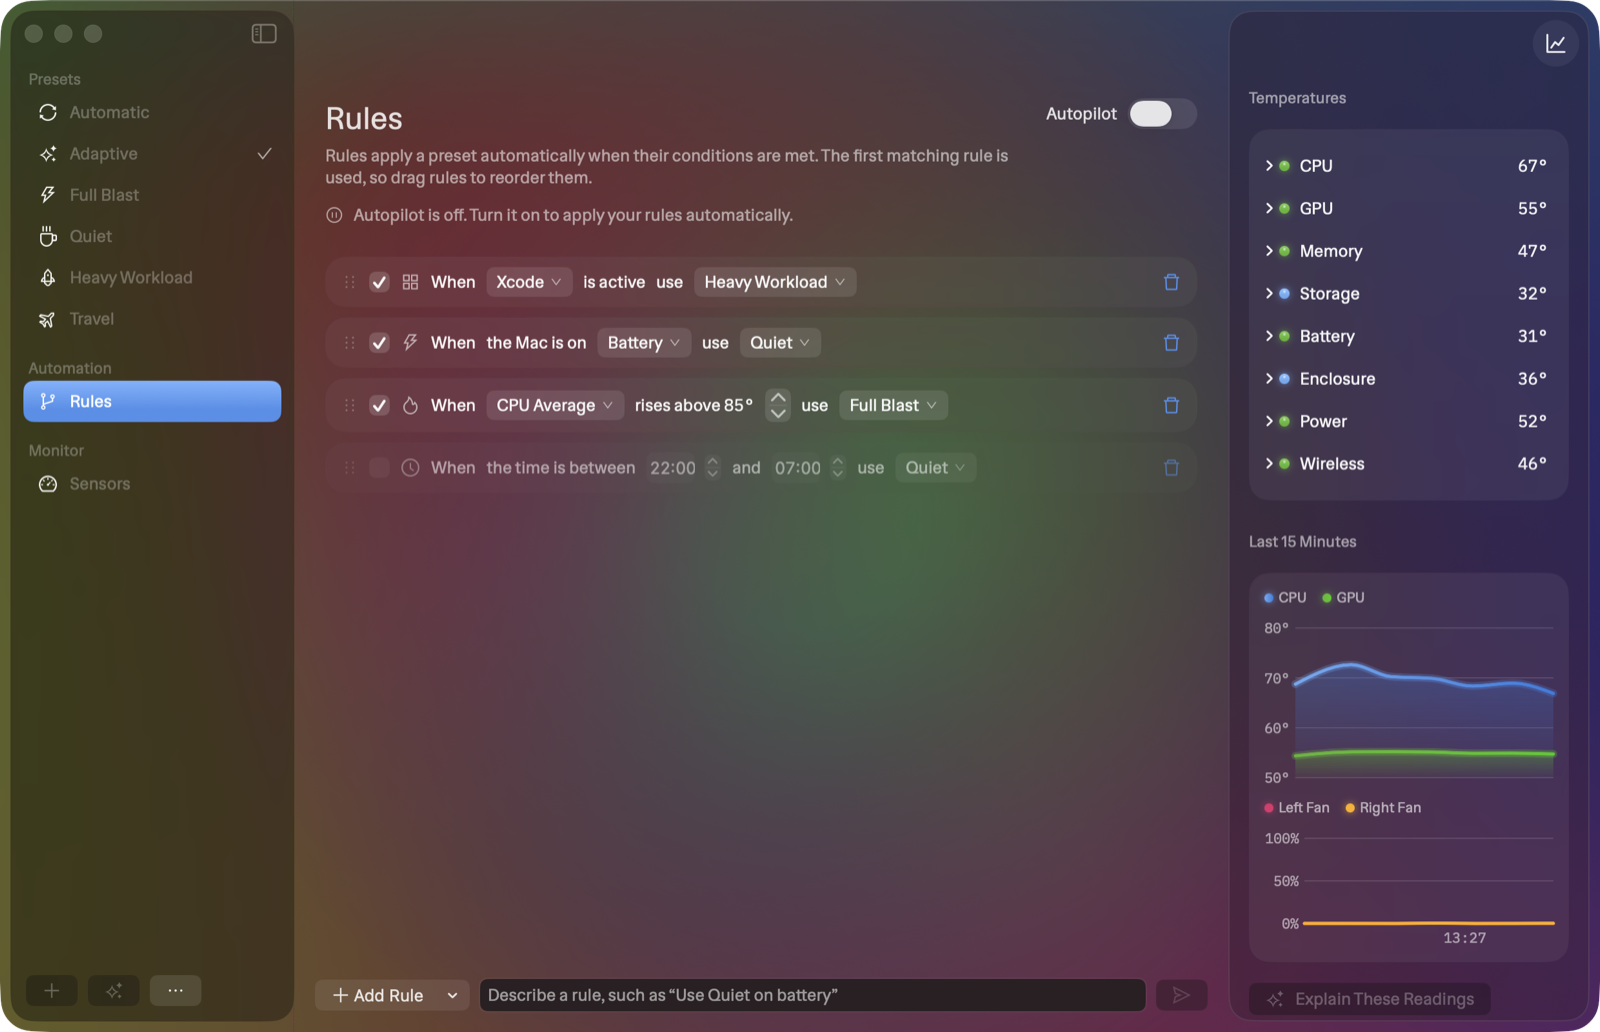 Presets
Automatic
Adaptive
Full Blast
Quiet
Heavy Workload
Travel
Automation
Rules
Monitor
Sensors
Rules
Autopilot
Rules apply a preset automatically when their conditions are met. The first matching rule is
used, so drag rules to reorder them.
Autopilot is off. Turn it on to apply your rules automatically.
When Xcode is active use Heavy Workload
When the Mac is on Battery use Quiet
When CPU Average rises above 85° use Full Blast
When the time is between 22:00 and 07:00 use Quiet
Add Rule
Describe a rule, such as “Use Quiet on battery”
Temperatures
CPU 67°
GPU 55°
Memory 47°
Storage 32°
Battery 31°
Enclosure 36°
Power 52°
Wireless 46°
Last 15 Minutes
CPU GPU
80°
70°
60°
50°
Left Fan Right Fan
100%
50%
0%
13:27
Explain These Readings